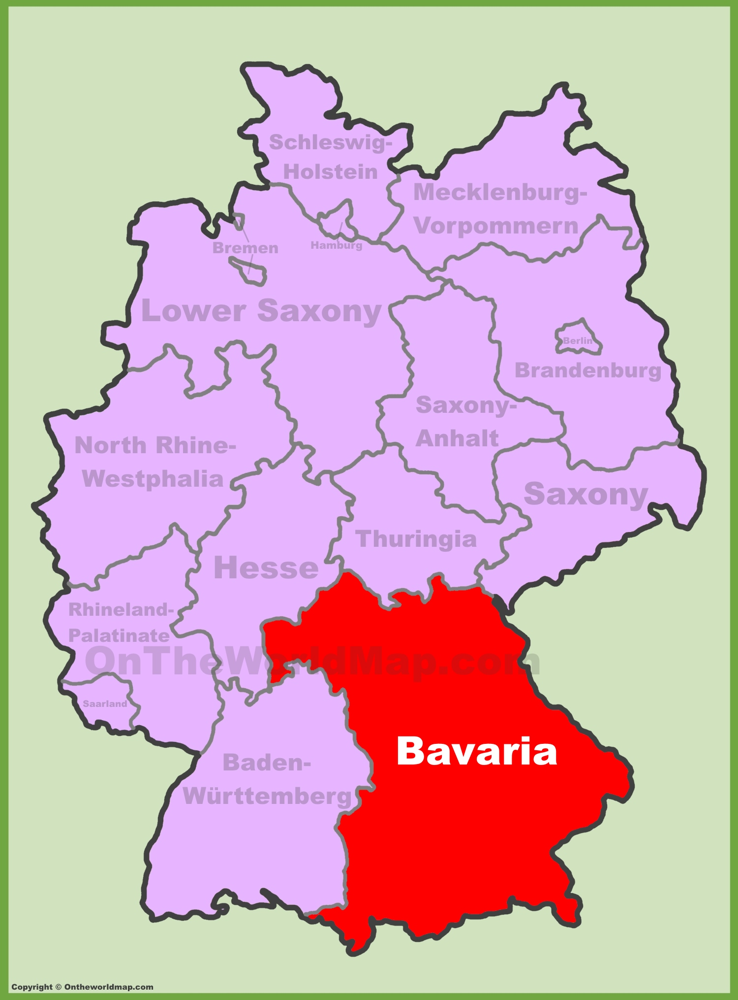 Schleswig-
Holstein
Mecklenburg-
Vorpommern
Hamburg
Bremen
Lower Saxony
Berlin
Brandenburg
Saxony-
Anhalt
North Rhine-
Westphalia
Saxony
Thuringia
Hesse
Rhineland-
Palatinate
OnTheWorldMap.com
Saarland
Bavaria
Baden-
Württemberg
Copyright © Ontheworldmap.com